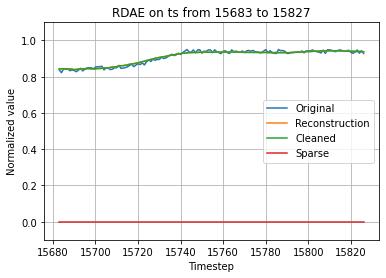 RDAE on ts from 15683 to 15827
Normalized value
1.0
0.8
0.6
0.4
0.2
0.0
Original
Reconstruction
Cleaned
Sparse
15680 15700 15720 15740 15760 15780 15800 15820
Timestep